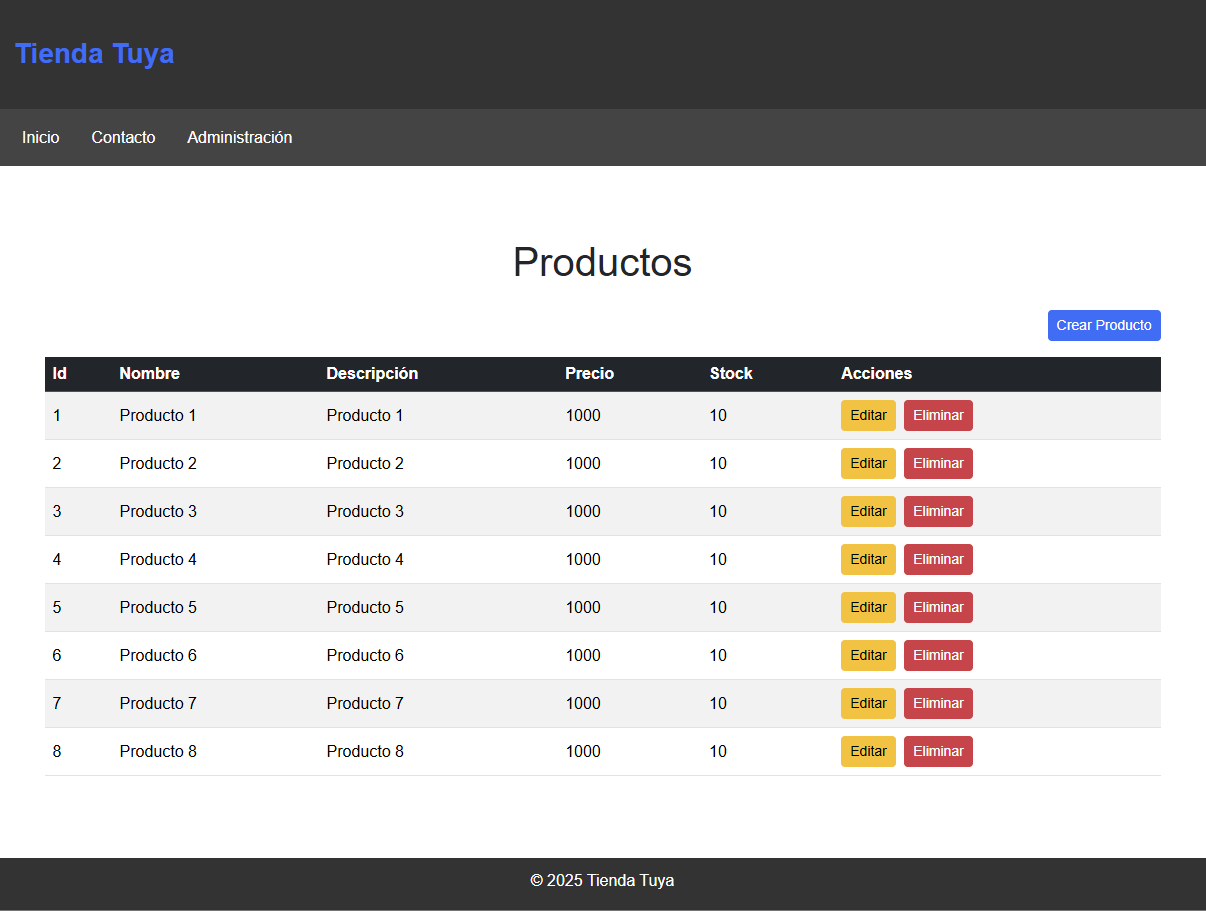 Tienda Tuya
Inicio Contacto Administración
Productos
Crear Producto
Id Nombre Descripción Precio Stock Acciones
1 Producto 1 Producto 1 1000 10 Editar Eliminar
2 Producto 2 Producto 2 1000 10 Editar Eliminar
3 Producto 3 Producto 3 1000 10 Editar Eliminar
4 Producto 4 Producto 4 1000 10 Editar Eliminar
5 Producto 5 Producto 5 1000 10 Editar Eliminar
6 Producto 6 Producto 6 1000 10 Editar Eliminar
7 Producto 7 Producto 7 1000 10 Editar Eliminar
8 Producto 8 Producto 8 1000 10 Editar Eliminar
© 2025 Tienda Tuya